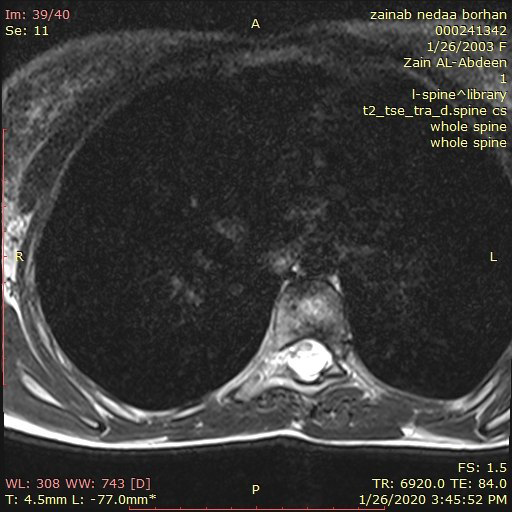 Im: 39/40
Se: 11
A
zainab nedaa borhan
000241342
1/26/2003 F
Zain AL-Abdeen
1
l-spine^library
t2_tse_tra_d.spine cs
whole spine
whole spine
R
L
WL: 308 WW: 743 [D]
T: 4.5mm L: -77.0mm*
P
FS: 1.5
TR: 6920.0 TE: 84.0
1/26/2020 3:45:52 PM